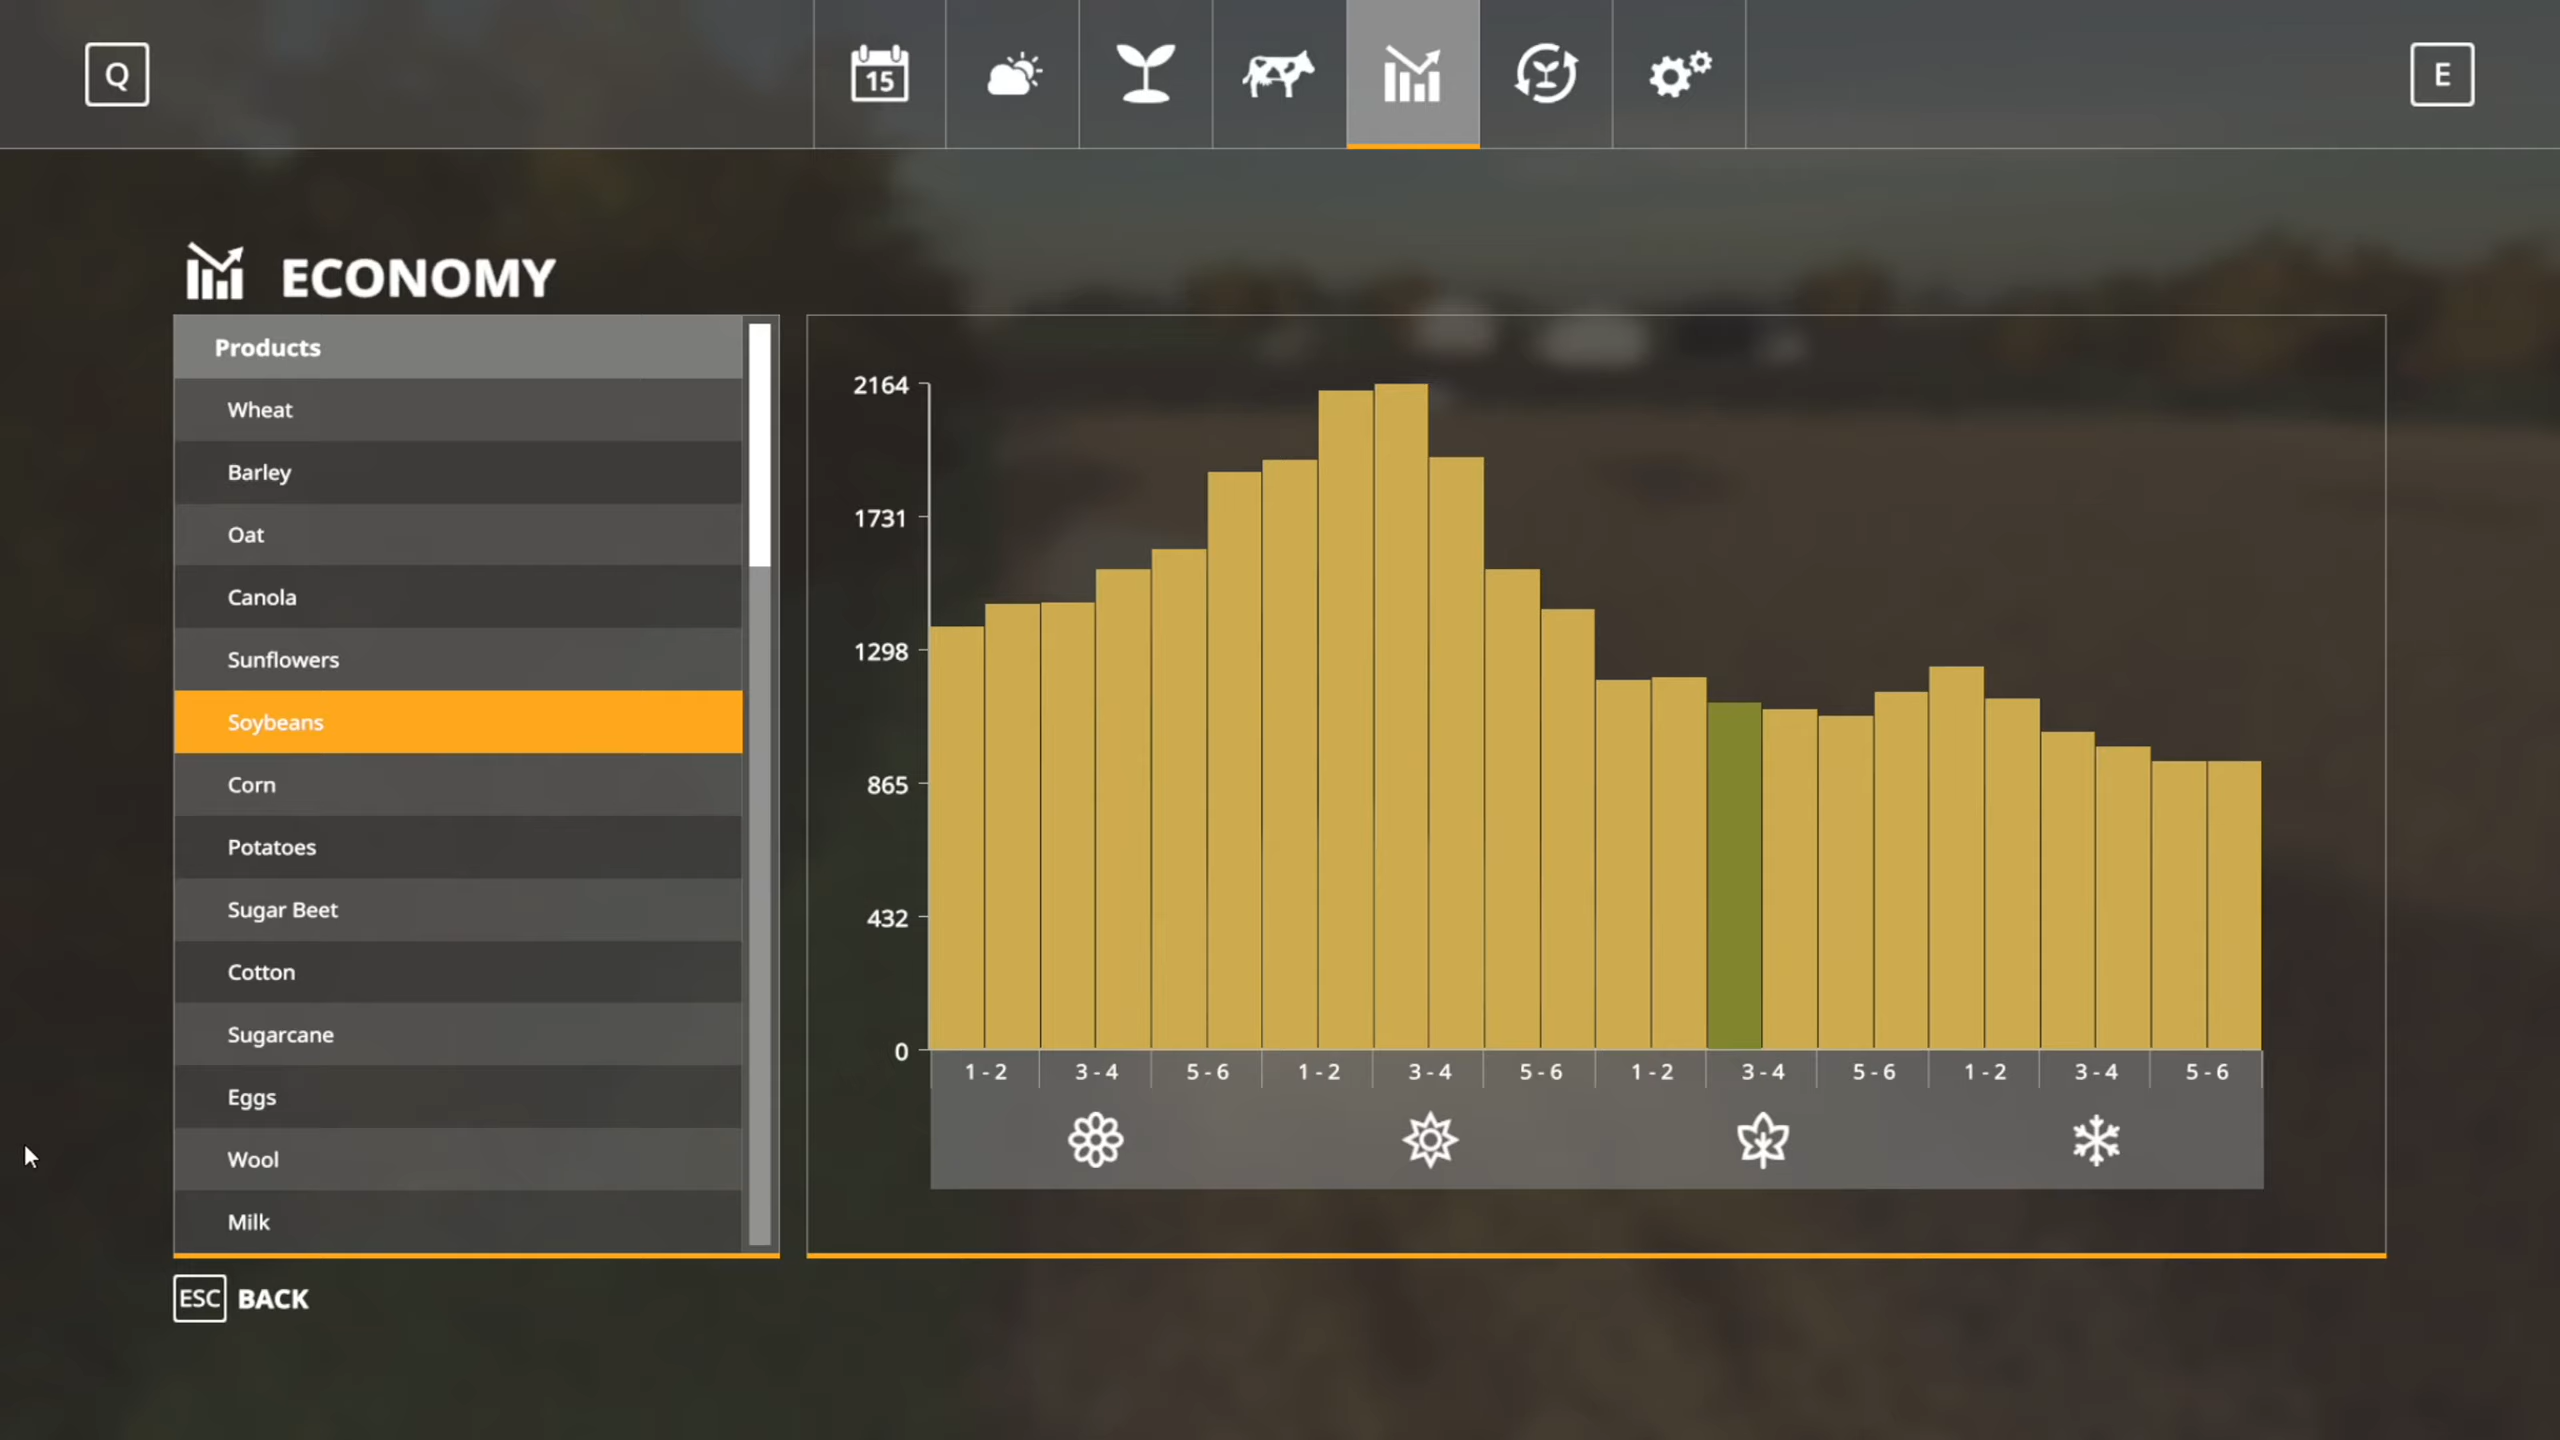 Q
15
E
ECONOMY
Products
Wheat
Barley
Oat
Canola
Sunflowers
Soybeans
Corn
Potatoes
Sugar Beet
Cotton
Sugarcane
Eggs
Wool
Milk
2164
1731
1298
865
432
0
1 - 2 3 - 4 5 - 6 1 - 2 3 - 4 5 - 6 1 - 2 3 - 4 5 - 6 1 - 2 3 - 4 5 - 6
ESC BACK